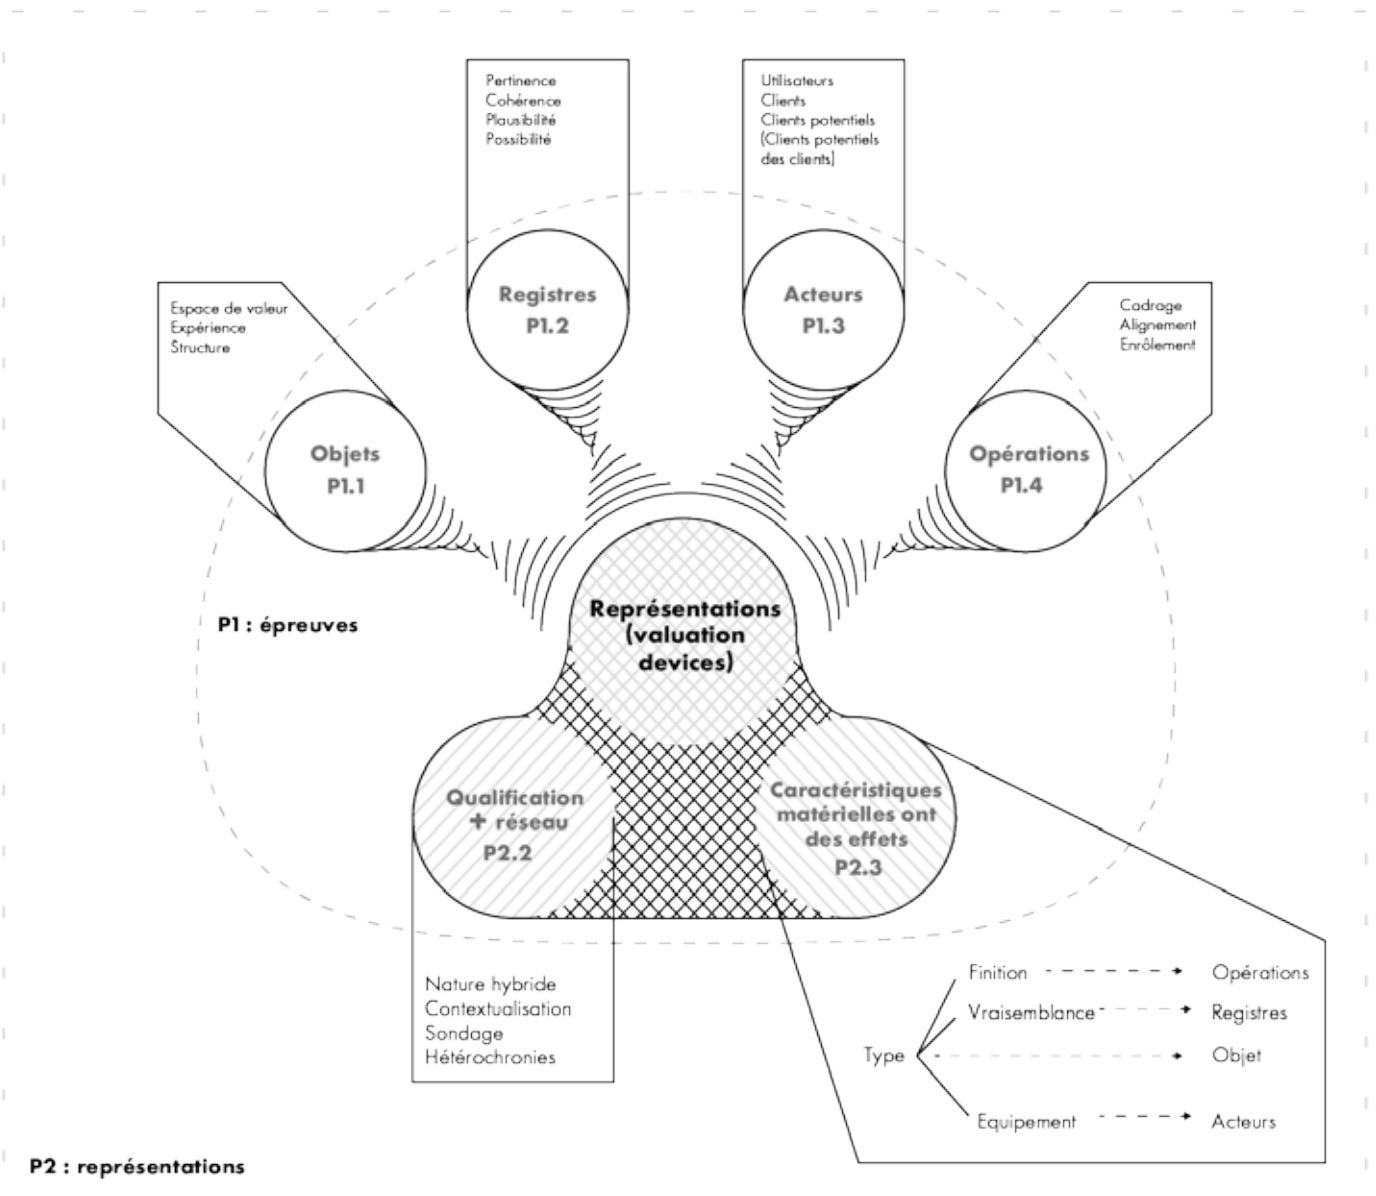 Pertinence
Cohérence
Plausibilité
Possibilité
Utilisateurs
Clients
Clients potentiels
(Clients potentiels
des clients)
Registres
P1.2
Acteurs
P1.3
Espace de valeur
Expérience
Structure
Cadrage
Alignement
Enrôlement
Objets
P1.1
Opérations
P1.4
P1 : épreuves
Représentations
(valuation
devices)
Qualification
+ réseau
P2.2
Caractéristiques
matérielles ont
des effets
P2.3
Nature hybride
Contextualisation
Sondage
Hétérochronies
Finition Opérations
Vraisemblance Registres
Type Objet
Equipement Acteurs
P2 : représentations